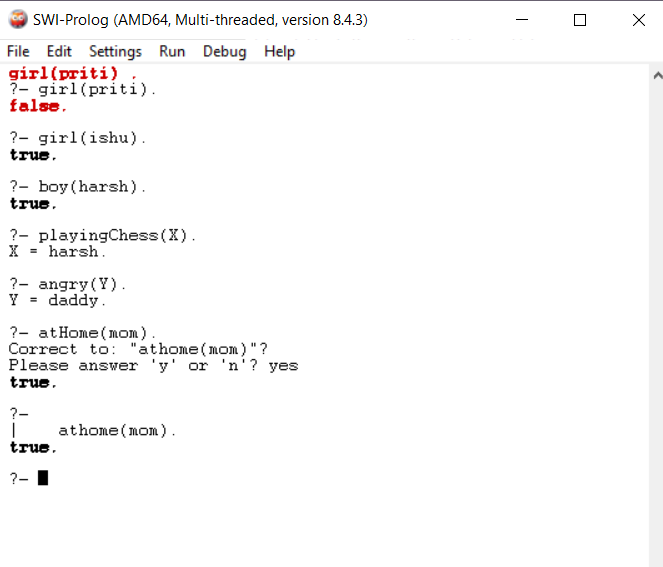 SWI-Prolog (AMD64, Multi-threaded, version 8.4.3)
File Edit Settings Run Debug Help
girl(priti) .
?- girl(priti).
false.
?- girl(ishu).
true.
?- boy(harsh).
true.
?- playingChess(X).
X = harsh.
?- angry(Y).
Y = daddy.
?- atHome(mom).
Correct to: "athome(mom)"?
Please answer 'y' or 'n'? yes
true.
?-
|    athome(mom).
true.
?-